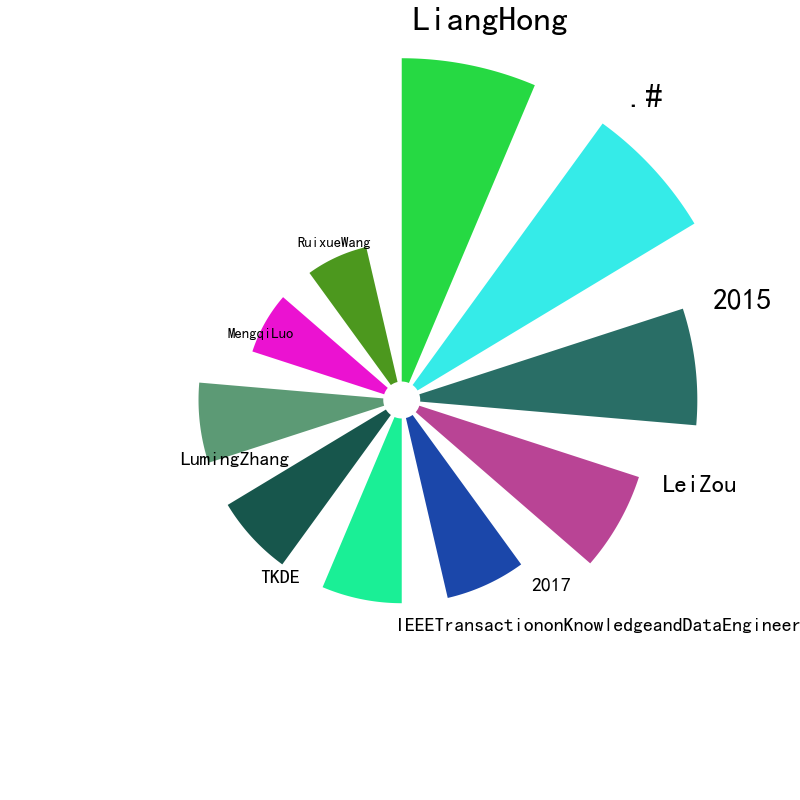 LiangHong
.#
RuixueWang
2015
MengqiLuo
LumingZhang
LeiZou
TKDE
2017
IEEETransactiononKnowledgeandDataEngineer